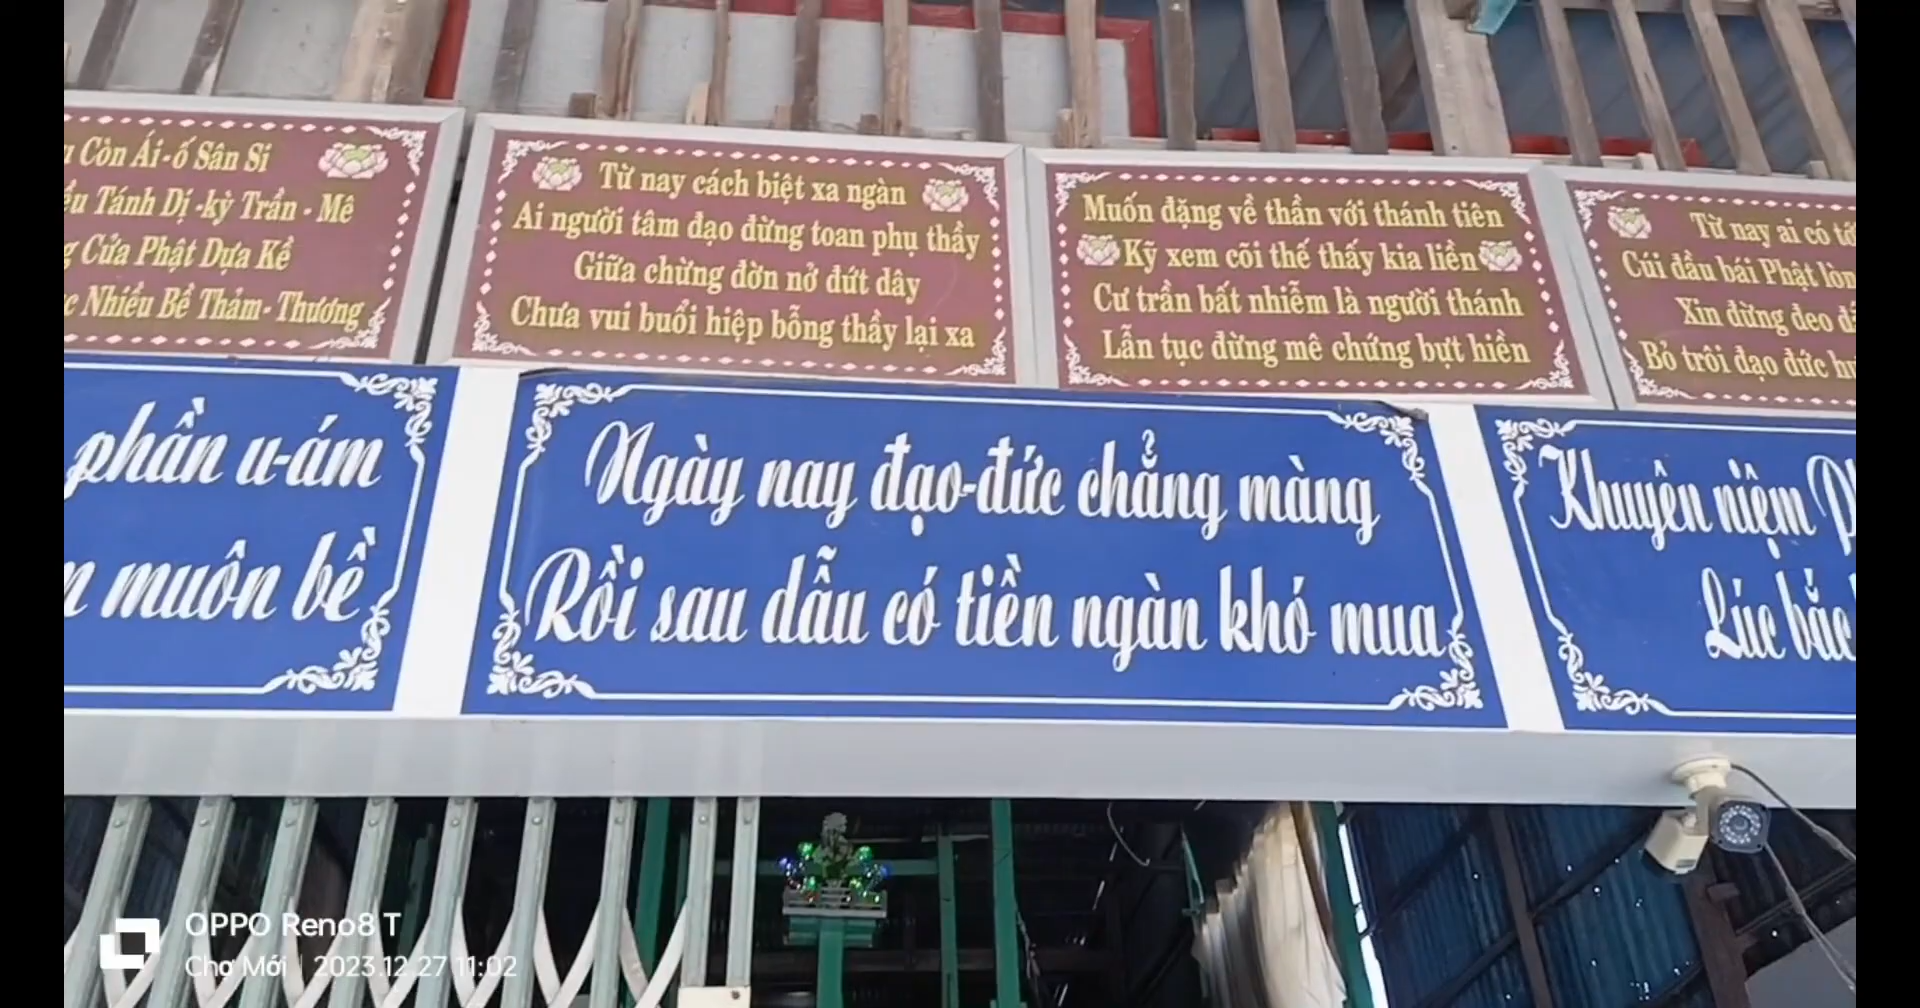 Còn Ái-ố Sân Si
Tánh Dị-kỳ Trần-Mê
Cửa Phật Dựa Kề
Nhiều Bề Thảm-Thương
Từ nay cách biệt xa ngàn
Ai người tâm đạo đừng toan phụ thầy
Giữa chừng đờn nở đứt dây
Chưa vui buổi hiệp bỗng thầy lại xa
Muốn đặng về thần với thánh tiên
Kỹ xem cõi thế thấy kia liền
Cư trần bất nhiễm là người thánh
Lẫn tục đừng mê chứng bựt hiền
Từ nay ai có
Cúi đầu bái Phật
Xin đừng đeo
Bỏ trôi đạo đức
phần u-ám
muôn bề
Ngày nay đạo-đức chẳng màng
Rồi sau dẫu có tiền ngàn khó mua
Khuyên niệm
Lúc bắc
OPPO Reno8 T
Chợ Mới | 2023.12.27 11:02